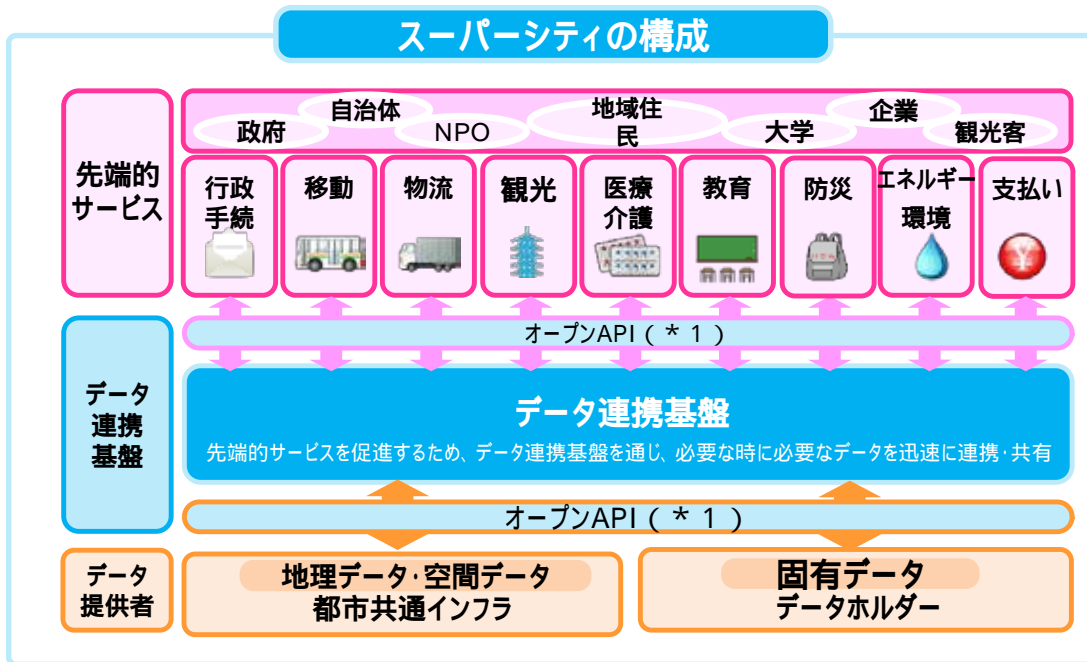 スーパーシティの構成
先端的
サービス
政府
自治体
NPO
地域住
民
大学
企業
観光客
行政
手続
移動
物流
観光
医療
介護
教育
防災
エネルギー
環境
支払い
オープンAPI（＊１）
データ
連携
基盤
データ連携基盤
先端的サービスを促進するため、データ連携基盤を通じ、必要な時に必要なデータを迅速に連携・共有
オープンAPI（＊１）
データ
提供者
地理データ・空間データ
都市共通インフラ
固有データ
データホルダー